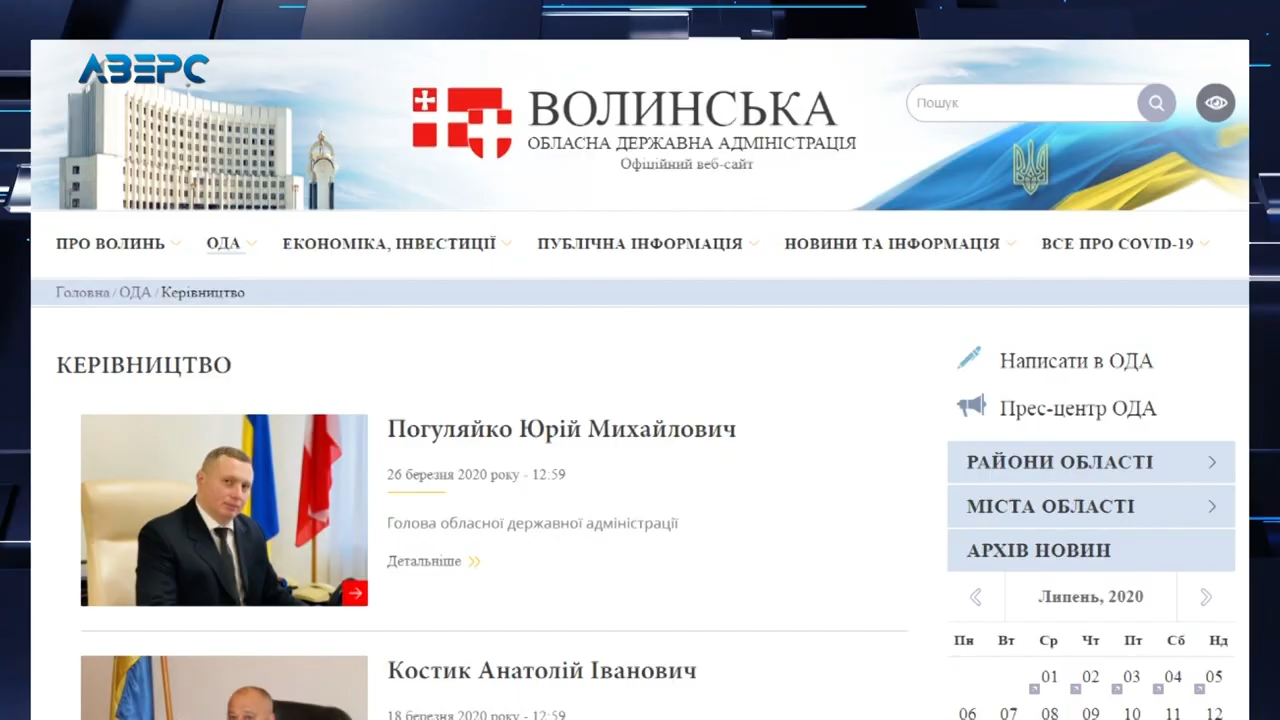 АВЕРС
ВОЛИНСЬКА
ОБЛАСНА ДЕРЖАВНА АДМІНІСТРАЦІЯ
Офіційний веб-сайт
Пошук
ПРО ВОЛИНЬ ОДА ЕКОНОМІКА, ІНВЕСТИЦІЇ ПУБЛІЧНА ІНФОРМАЦІЯ НОВИНИ ТА ІНФОРМАЦІЯ ВСЕ ПРО COVID-19
Головна / ОДА / Керівництво
КЕРІВНИЦТВО
Погуляйко Юрій Михайлович
26 березня 2020 року - 12:59
Голова обласної державної адміністрації
Детальніше
Костик Анатолій Іванович
18 березня 2020 року - 12:59
Написати в ОДА
Прес-центр ОДА
РАЙОНИ ОБЛАСТІ
МІСТА ОБЛАСТІ
АРХІВ НОВИН
Липень, 2020
Пн Вт Ср Чт Пт Сб Нд
01 02 03 04 05
06 07 08 09 10 11 12